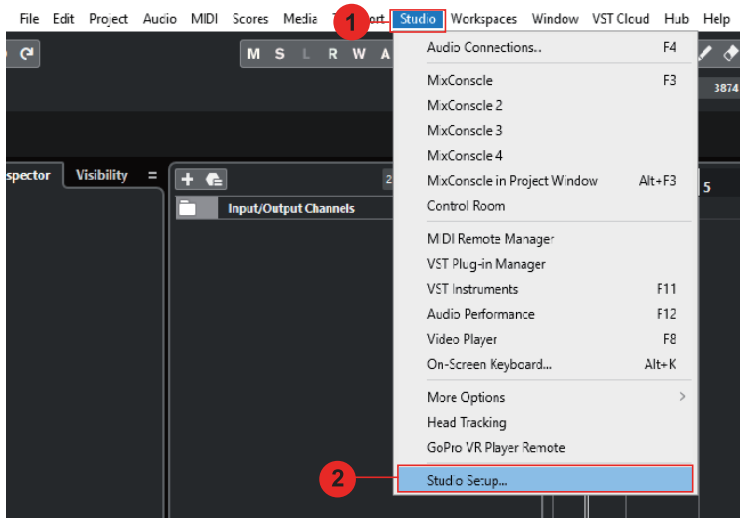 File Edit Project Audio MIDI Scores Media 1 ort Studio Workspaces Window VST Cloud Hub Help
M S L R W A
Audio Connections.. F4
3874
MixConsole F3
MixConsole 2
MixConsole 3
MixConsole 4
spector Visibility
2
MixConsole in Project Window Alt+F3
5
Input/Output Channels
Control Room
MIDI Remote Manager
VST Plug-in Manager
VST Instruments F11
Audio Performance F12
Video Player F8
On-Screen Keyboard... Alt+K
More Options
Head Tracking
GoPro VR Player Remote
2
Studio Setup...